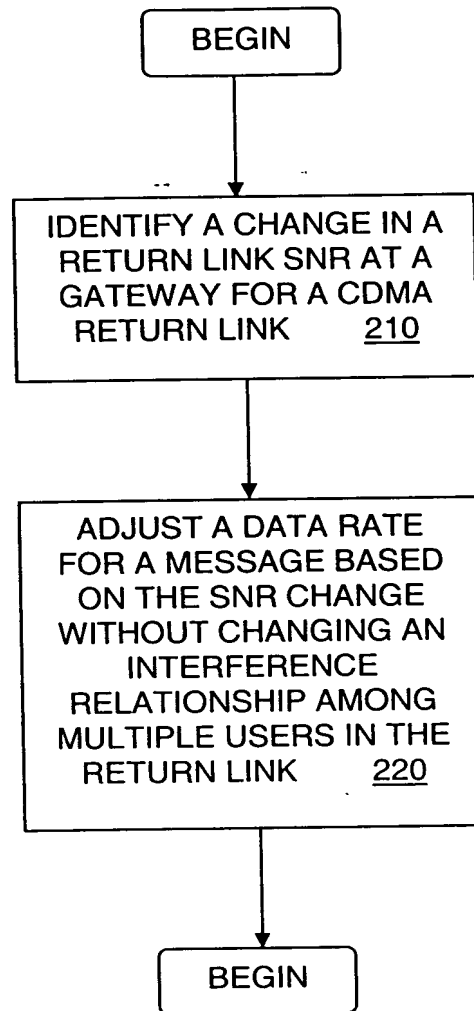 BEGIN
IDENTIFY A CHANGE IN A
RETURN LINK SNR AT A
GATEWAY FOR A CDMA
RETURN LINK 210
ADJUST A DATA RATE
FOR A MESSAGE BASED
ON THE SNR CHANGE
WITHOUT CHANGING AN
INTERFERENCE
RELATIONSHIP AMONG
MULTIPLE USERS IN THE
RETURN LINK 220
BEGIN